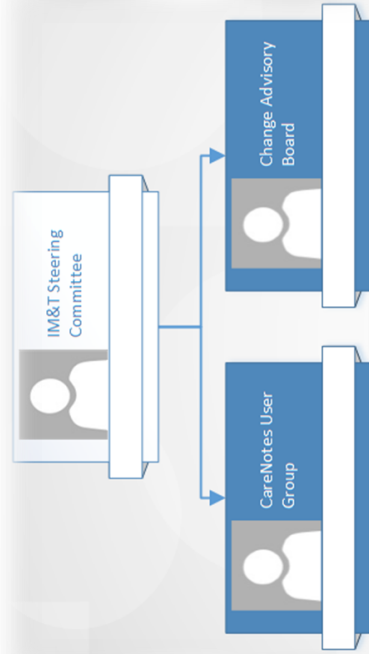 IM&T Steering
Committee
CareNotes User
Group
Change Advisory
Board